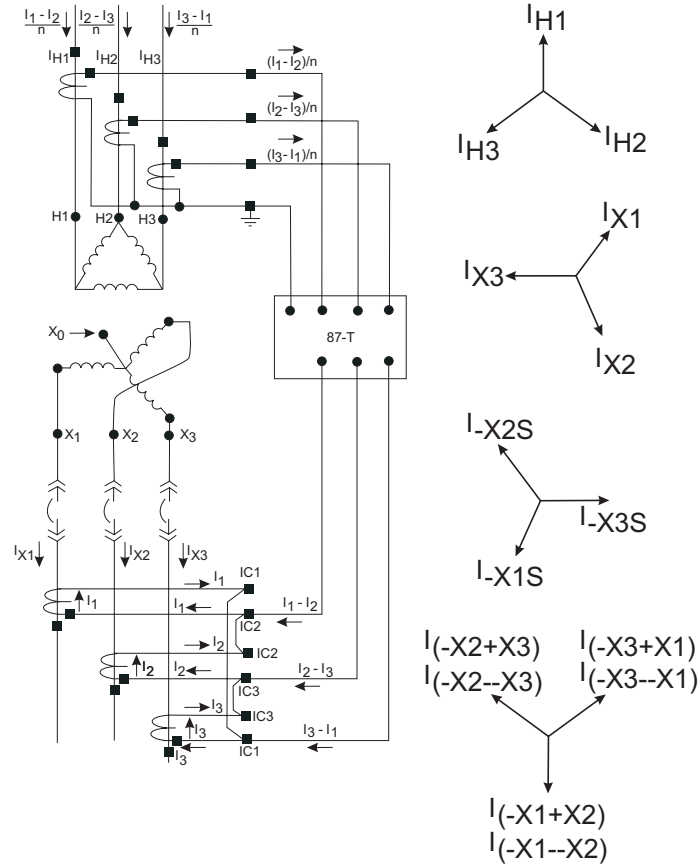 I1 - I2
n
I2 - I3
n
I3 - I1
n
IH1
IH2
IH3
(I1 - I2)/n
(I2 - I3)/n
(I3 - I1)/n
H1
H2
H3
87-T
X0
X1
X2
X3
IX1
IX2
IX3
I1
IC1
I1
I1
I1 - I2
IC2
I2
IC2
I2
I2
I2 - I3
IC3
I3
IC3
I3
I3 - I1
IC1
I3
IH1
IH3
IH2
IX1
IX3
IX2
I-X2S
I-X3S
I-X1S
I(-X2+X3)
I(-X3+X1)
I(-X2--X3)
I(-X3--X1)
I(-X1+X2)
I(-X1--X2)